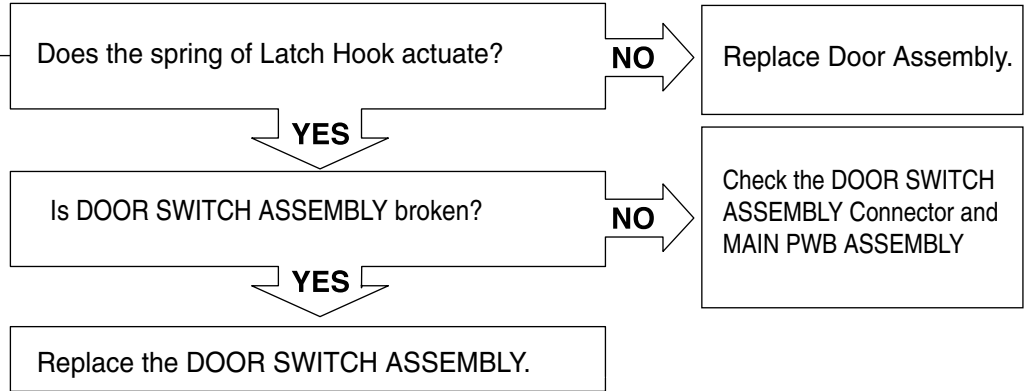 Does the spring of Latch Hook actuate?
NO
Replace Door Assembly.
YES
Is DOOR SWITCH ASSEMBLY broken?
NO
Check the DOOR SWITCH
ASSEMBLY Connector and
MAIN PWB ASSEMBLY
YES
Replace the DOOR SWITCH ASSEMBLY.